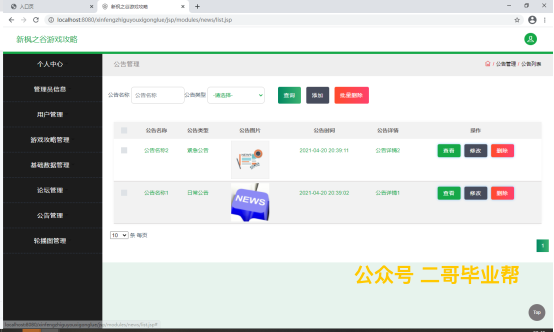 入口页
新枫之谷游戏攻略
localhost:8080/xinfengzhiguyouxigonglue/jsp/modules/news/list.jsp
新枫之谷游戏攻略
个人中心
管理员信息
用户管理
游戏攻略管理
基础数据管理
论坛管理
公告管理
轮播图管理
公告管理
/ 公告管理 / 公告列表
公告名称 公告名称 公告类型 -请选择- 查询 添加 批量删除
公告名称 公告类型 公告图片 公告时间 公告详情 操作
公告名称2 紧急公告 2021-04-20 20:39:11 公告详情2 查看 修改 删除
公告名称1 日常公告 NEWS 2021-04-20 20:39:02 公告详情1 查看 修改 删除
10 条 每页
1
公众号 二哥毕业帮
Top
localhost:8080/xinfengzhiguyouxigonglue/jsp/modules/news/list.jsp#